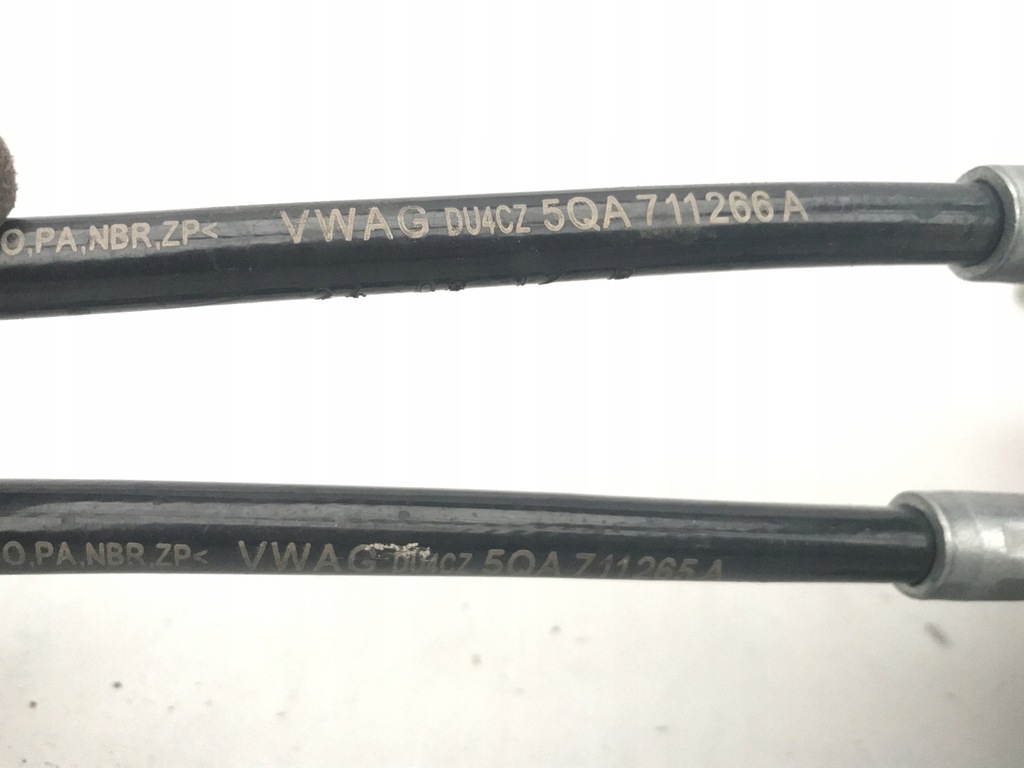 O,PA,NBR,ZP< VWAG DU4CZ 5QA 711266 A
O,PA,NBR,ZP< VWAG DU4CZ 5QA 711265 A